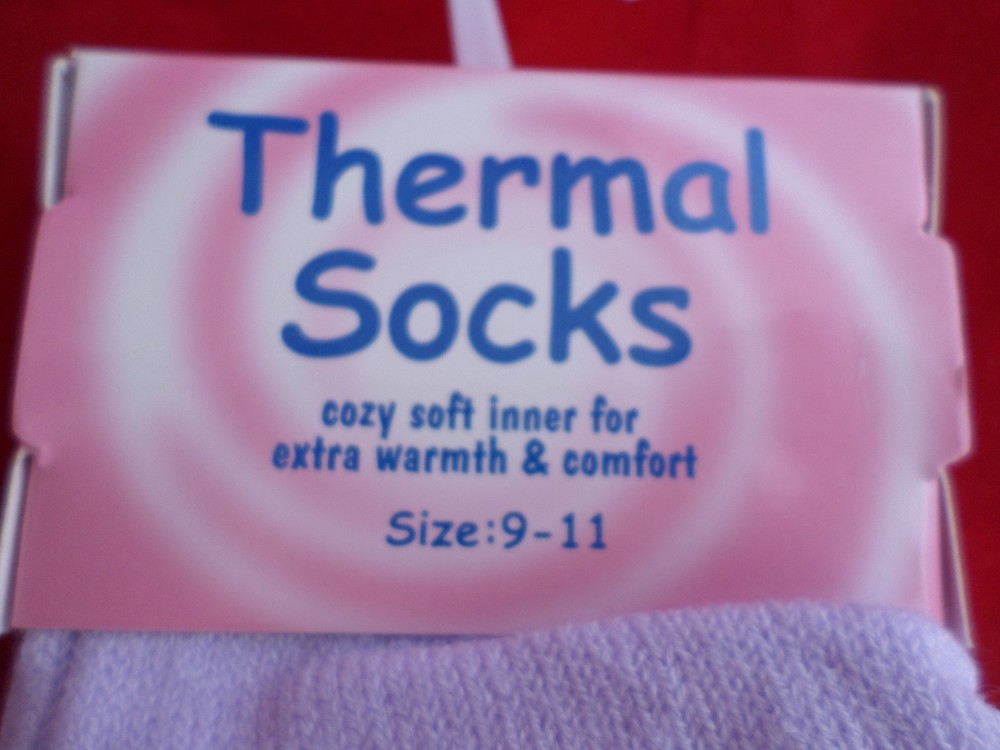 Thermal
Socks
cozy soft inner for
extra warmth & comfort
Size:9-11